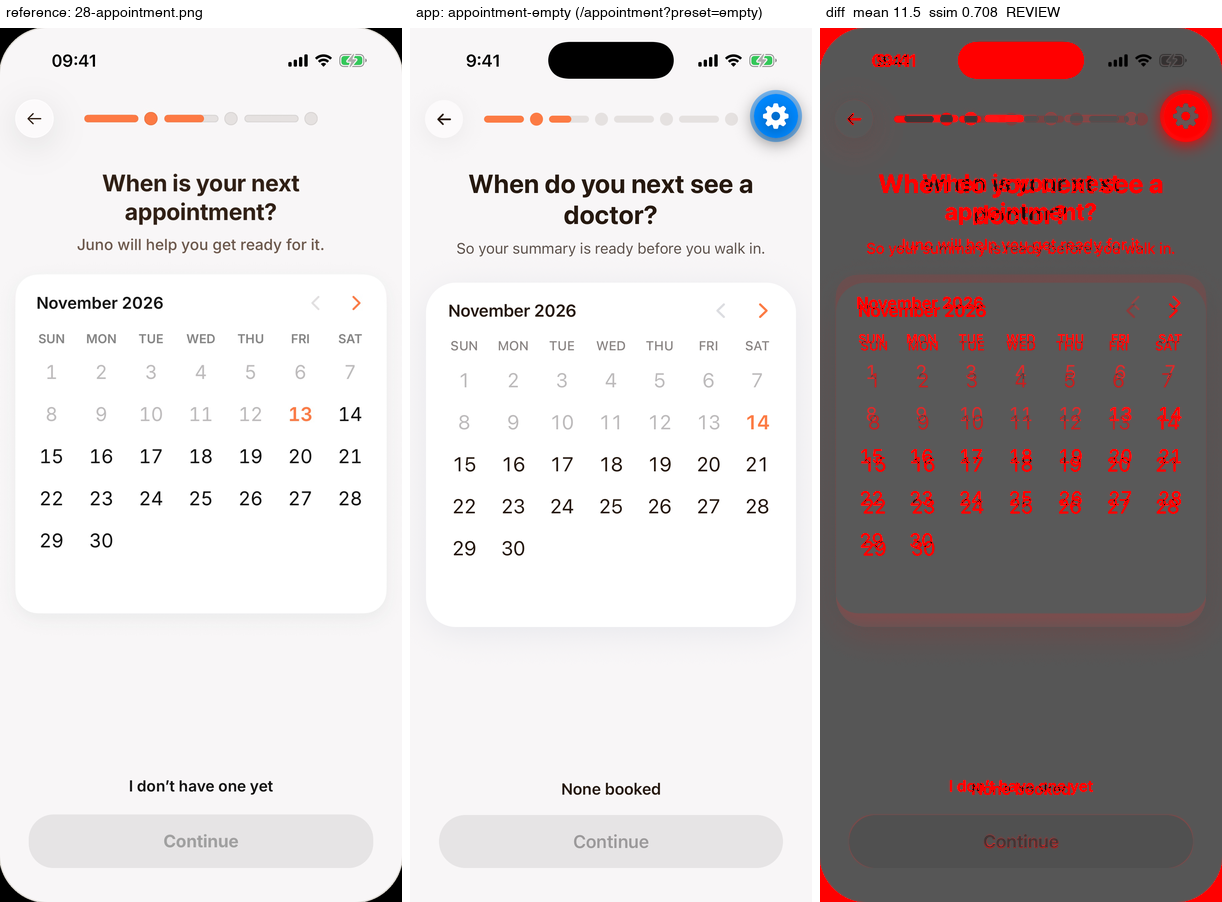 reference: 28-appointment.png
09:41
When is your next
appointment?
Juno will help you get ready for it.
November 2026
SUN MON TUE WED THU FRI SAT
1 2 3 4 5 6 7
8 9 10 11 12 13 14
15 16 17 18 19 20 21
22 23 24 25 26 27 28
29 30
I don’t have one yet
Continue
app: appointment-empty (/appointment?preset=empty)
9:41
When do you next see a
doctor?
So your summary is ready before you walk in.
November 2026
SUN MON TUE WED THU FRI SAT
1 2 3 4 5 6 7
8 9 10 11 12 13 14
15 16 17 18 19 20 21
22 23 24 25 26 27 28
29 30
None booked
Continue
diff mean 11.5 ssim 0.708 REVIEW
Continue